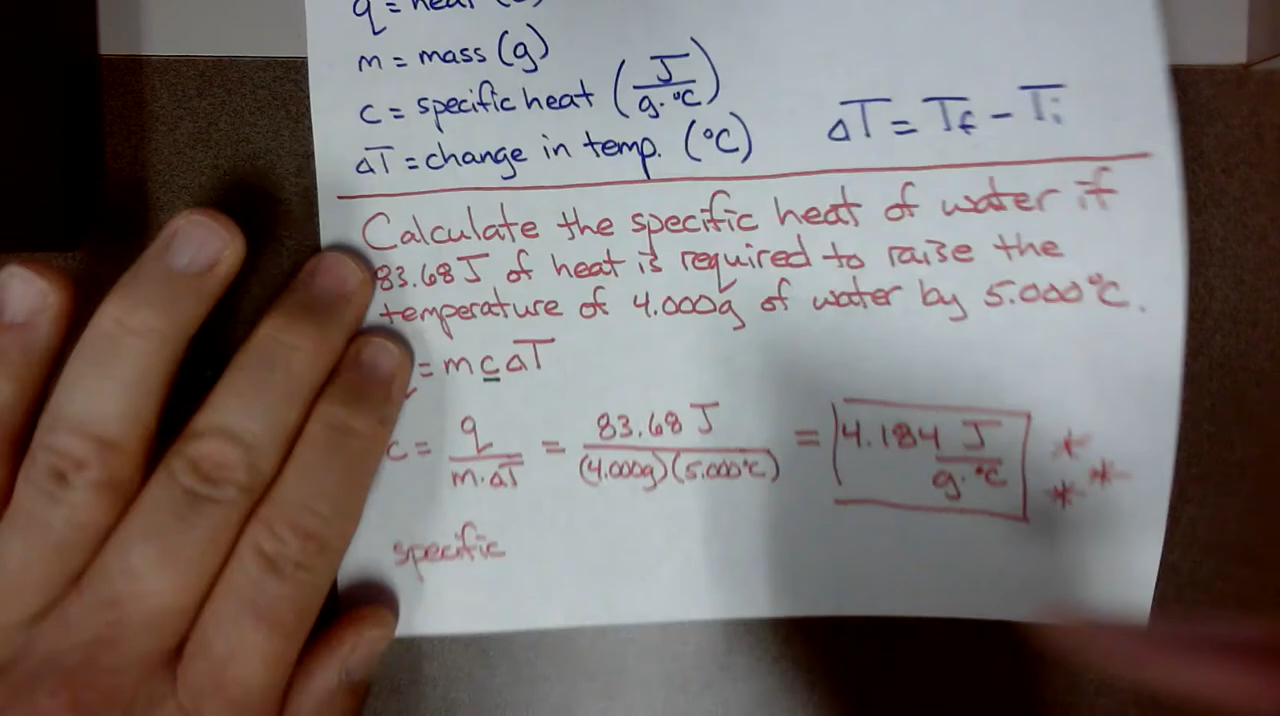 q = heat
m = mass (g)
c = specific heat (J/g·°C)
ΔT = change in temp. (°C)
ΔT = Tf - Ti
Calculate the specific heat of water if
83.68J of heat is required to raise the
temperature of 4.000g of water by 5.000°C.
= mcΔT
c = q/m·ΔT = 83.68 J/(4.000g)(5.000°C) = 4.184 J/g·°C ***
specific